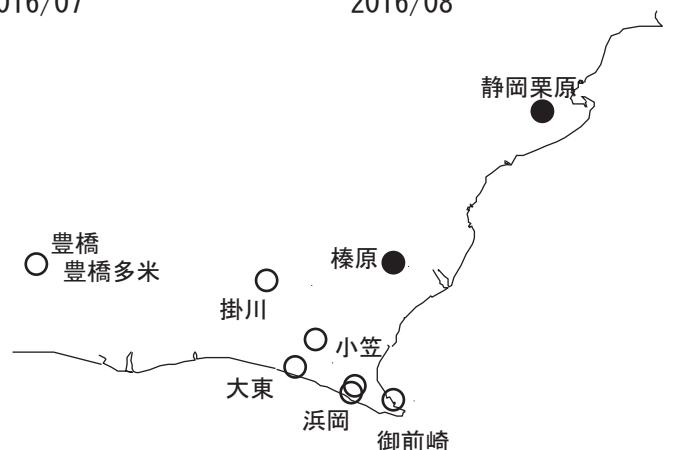 2016/07
2016/08
静岡栗原
豊橋
豊橋多米
榛原
掛川
小笠
大東
浜岡
御前崎